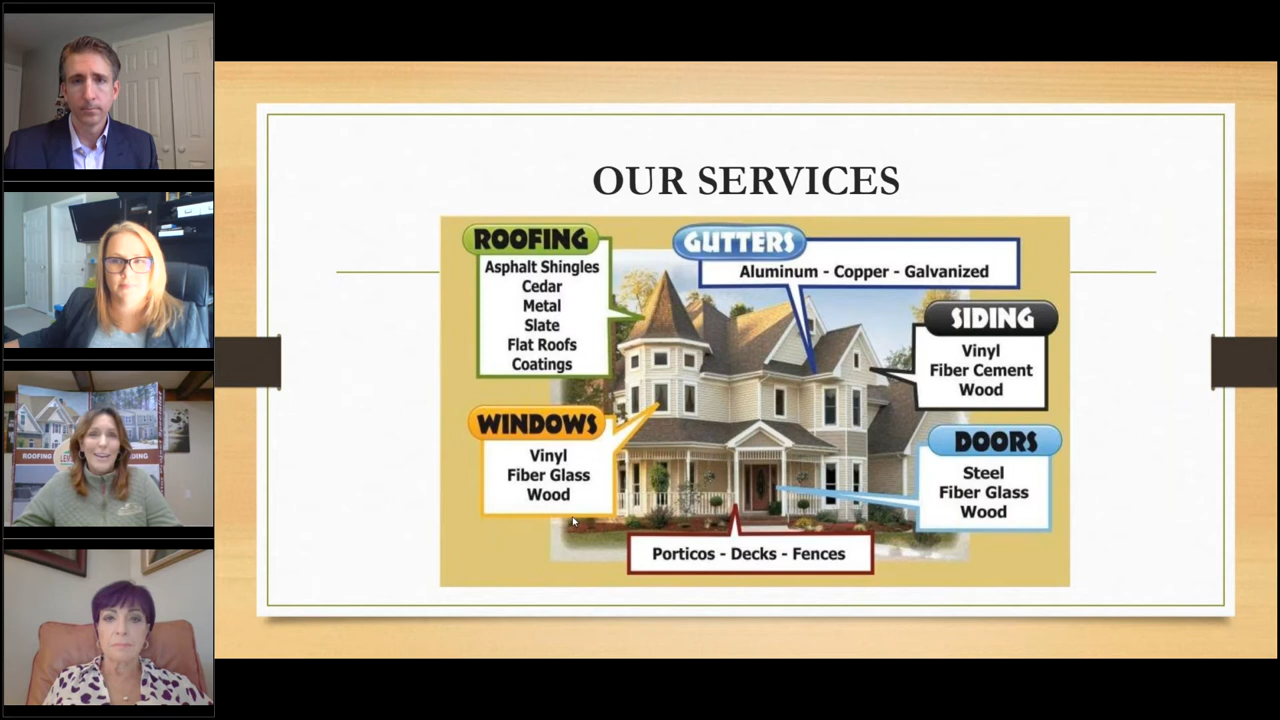 OUR SERVICES
ROOFING
Asphalt Shingles
Cedar
Metal
Slate
Flat Roofs
Coatings
GUTTERS
Aluminum - Copper - Galvanized
SIDING
Vinyl
Fiber Cement
Wood
WINDOWS
Vinyl
Fiber Glass
Wood
DOORS
Steel
Fiber Glass
Wood
Porticos - Decks - Fences
ROOFING